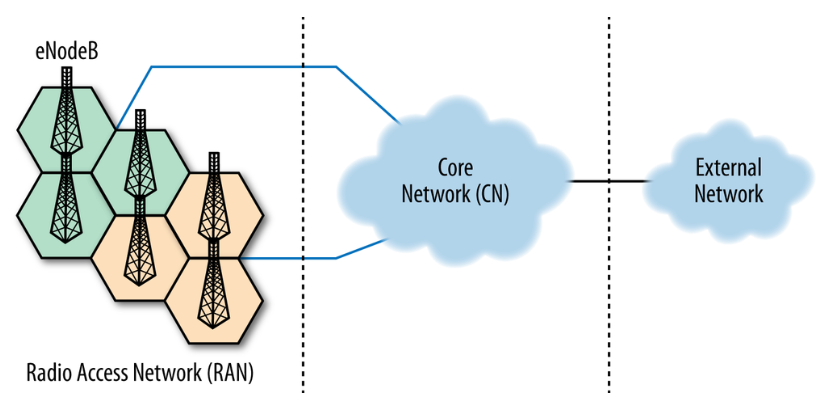 eNodeB
Core
Network (CN)
External
Network
Radio Access Network (RAN)